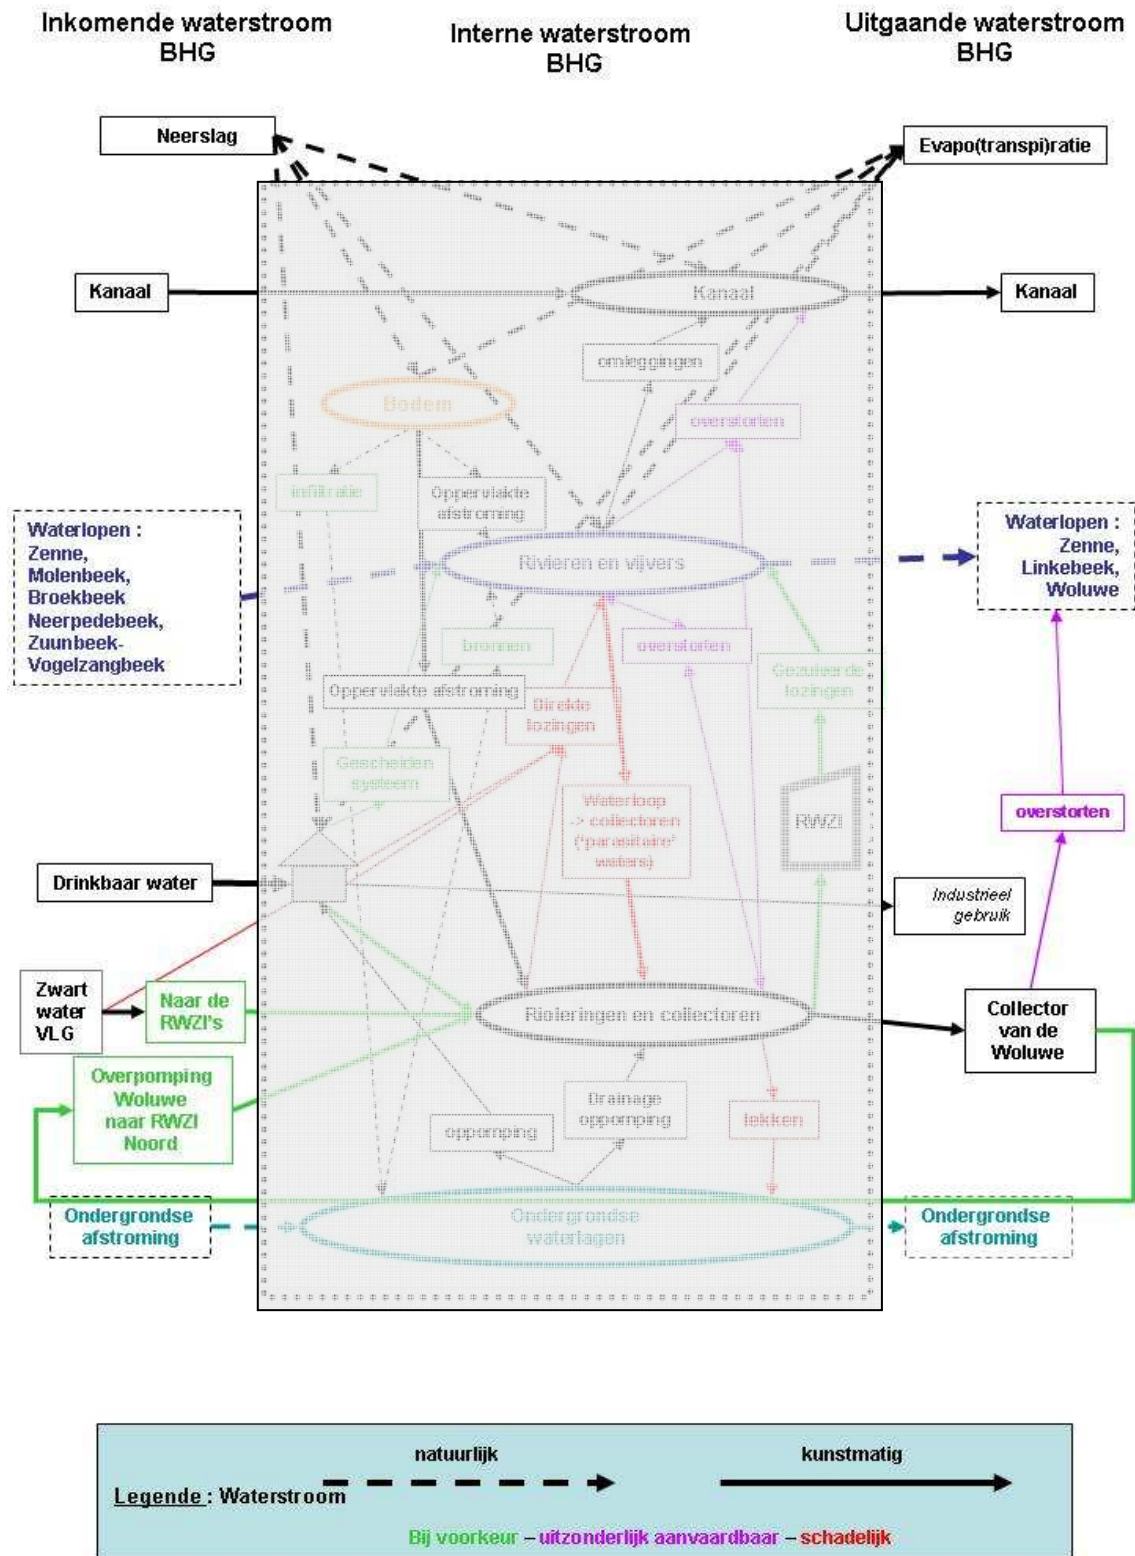 Inkomende waterstroom
BHG
Interne waterstroom
BHG
Uitgaande waterstroom
BHG
Neerslag
Evapo(transpi)ratie
Kanaal
Kanaal
Kanaal
omleggingen
Bodem
overstorten
infiltratie
Oppervlakte
afstroming
Waterlopen :
Zenne,
Molenbeek,
Broekbeek
Neerpedebeek,
Zuunbeek-
Vogelzangbeek
Rivieren en vijvers
Waterlopen :
Zenne,
Linkebeek,
Woluwe
bronnen
overstorten
Oppervlakte afstroming
Gezuiverde
lozingen
Direkte
lozingen
Gescheiden
systeem
Waterloop
-> collectoren
('parasitaire'
waters)
RWZI
overstorten
Drinkbaar water
Industrieel
gebruik
Zwart
water
VLG
Naar de
RWZI's
Rioleringen en collectoren
Collector
van de
Woluwe
Overpomping
Woluwe
naar RWZI
Noord
oppomping
Drainage
oppomping
lekken
Ondergrondse
afstroming
Ondergrondse
waterlagen
Ondergrondse
afstroming
natuurlijk
kunstmatig
Legende : Waterstroom
Bij voorkeur – uitzonderlijk aanvaardbaar – schadelijk